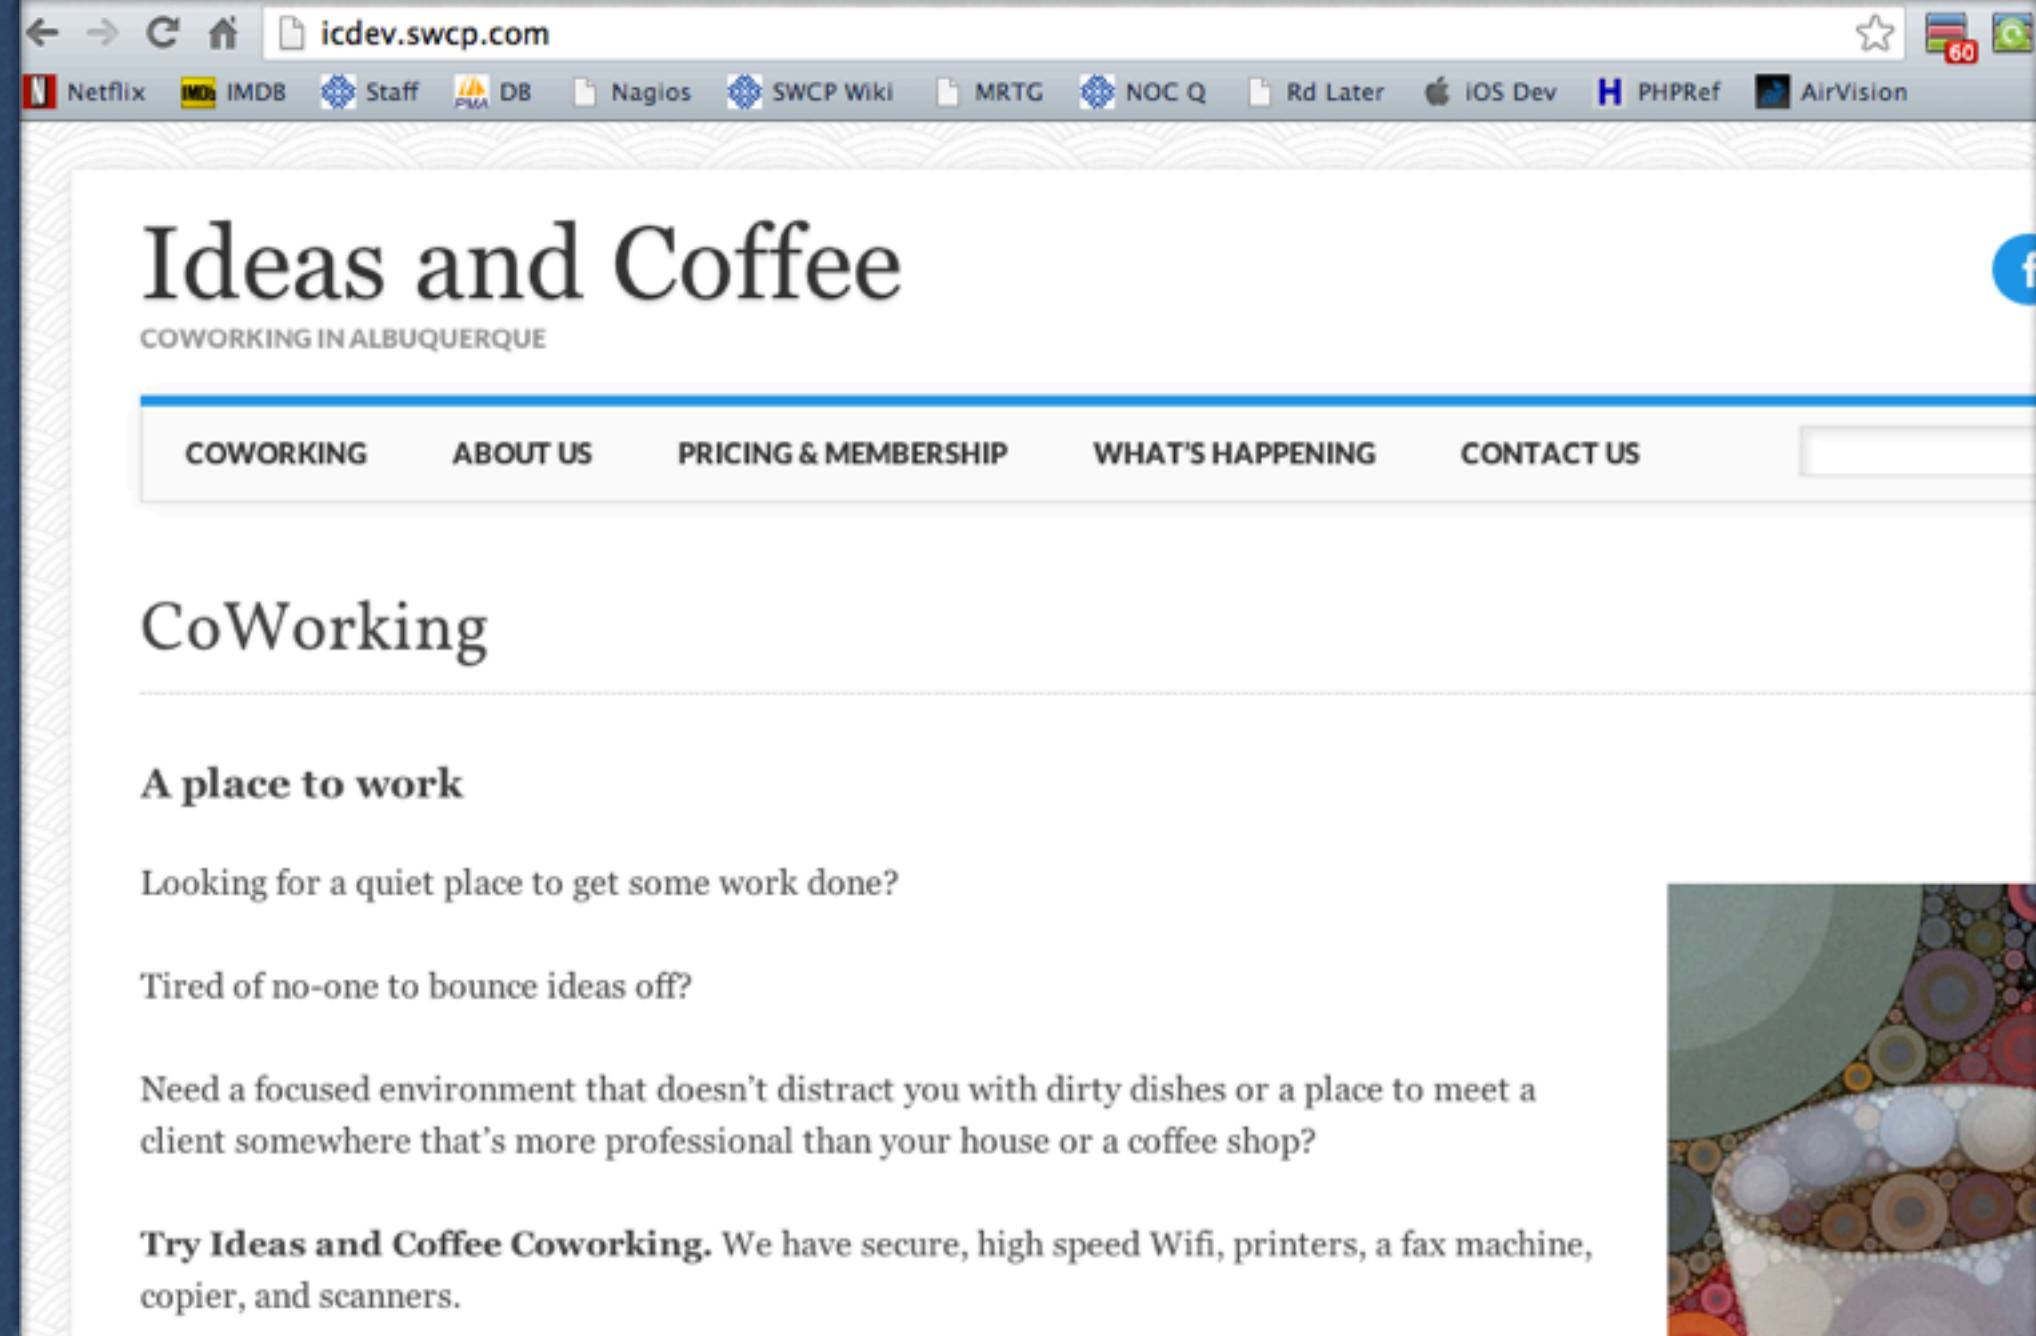 icdev.swcp.com
60
Netflix IMDB IMDB Staff PMA DB Nagios SWCP Wiki MRTG NOC Q Rd Later iOS Dev H PHPRef AirVision
Ideas and Coffee
f
COWORKING IN ALBUQUERQUE
COWORKING ABOUT US PRICING & MEMBERSHIP WHAT'S HAPPENING CONTACT US
CoWorking
A place to work
Looking for a quiet place to get some work done?
Tired of no-one to bounce ideas off?
Need a focused environment that doesn’t distract you with dirty dishes or a place to meet a
client somewhere that’s more professional than your house or a coffee shop?
Try Ideas and Coffee Coworking. We have secure, high speed Wifi, printers, a fax machine,
copier, and scanners.